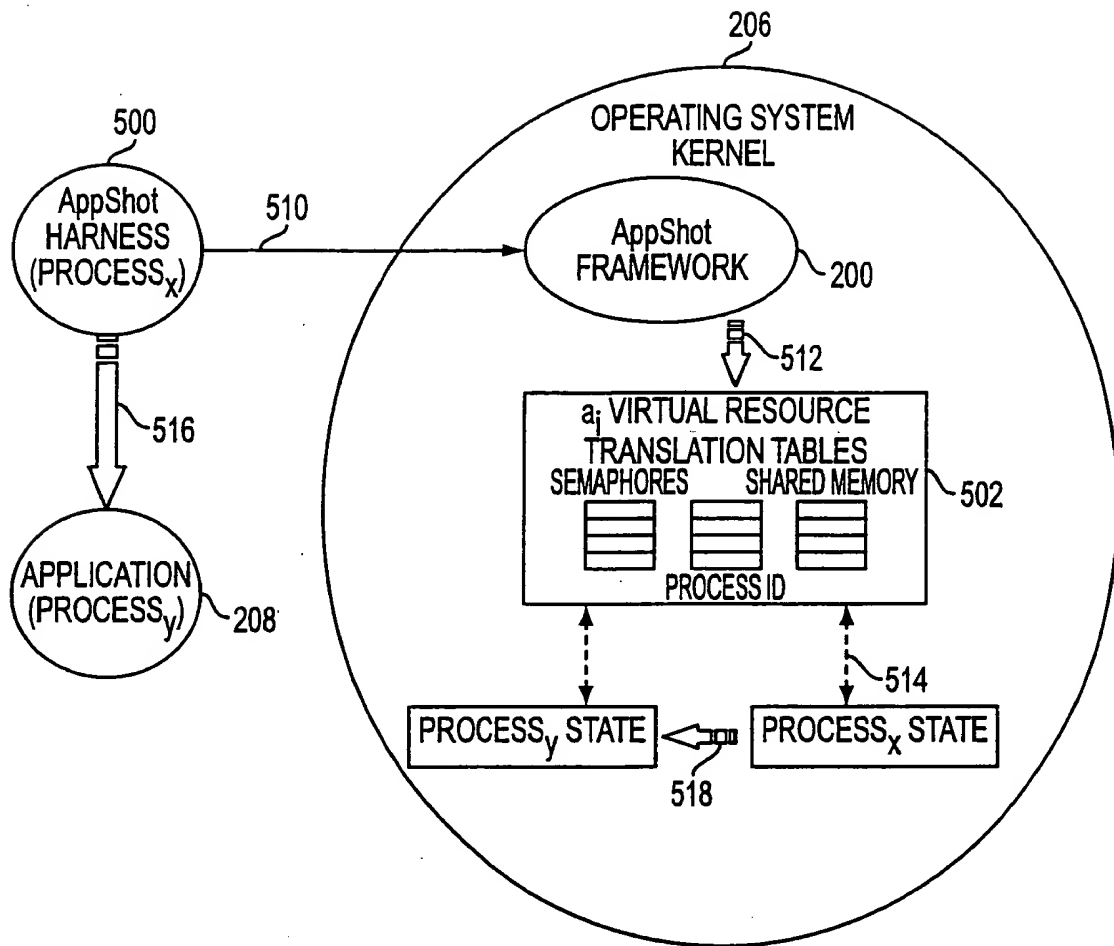 206
OPERATING SYSTEM
KERNEL
500
AppShot
HARNESS
(PROCESSx)
510
AppShot
FRAMEWORK
200
512
516
ai VIRTUAL RESOURCE
TRANSLATION TABLES
SEMAPHORES SHARED MEMORY
502
PROCESS ID
APPLICATION
(PROCESSy)
208
514
PROCESSy STATE
PROCESSx STATE
518